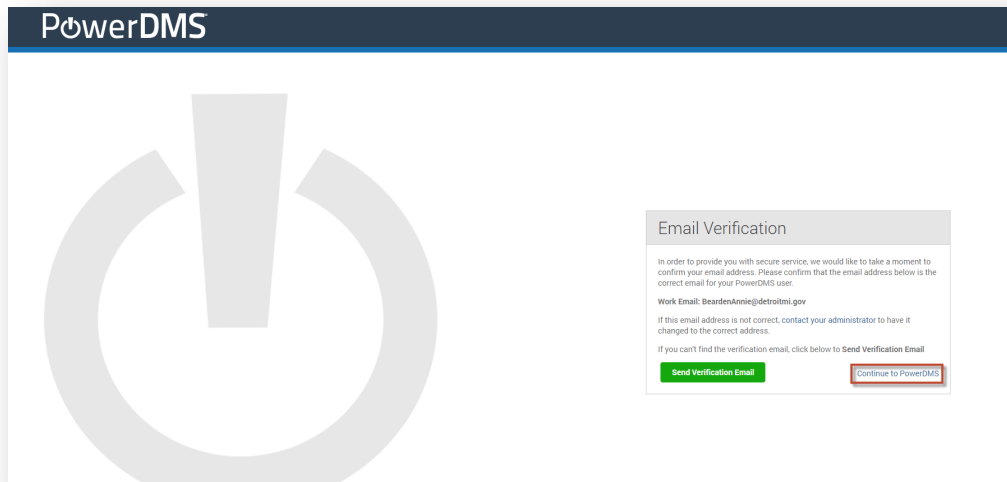 PowerDMS
Email Verification
In order to provide you with secure service, we would like to take a moment to
confirm your email address. Please confirm that the email address below is the
correct email for your PowerDMS user.
Work Email: BeardenAnnie@detroitmi.gov
If this email address is not correct, contact your administrator to have it
changed to the correct address.
If you can't find the verification email, click below to Send Verification Email
Send Verification Email
Continue to PowerDMS